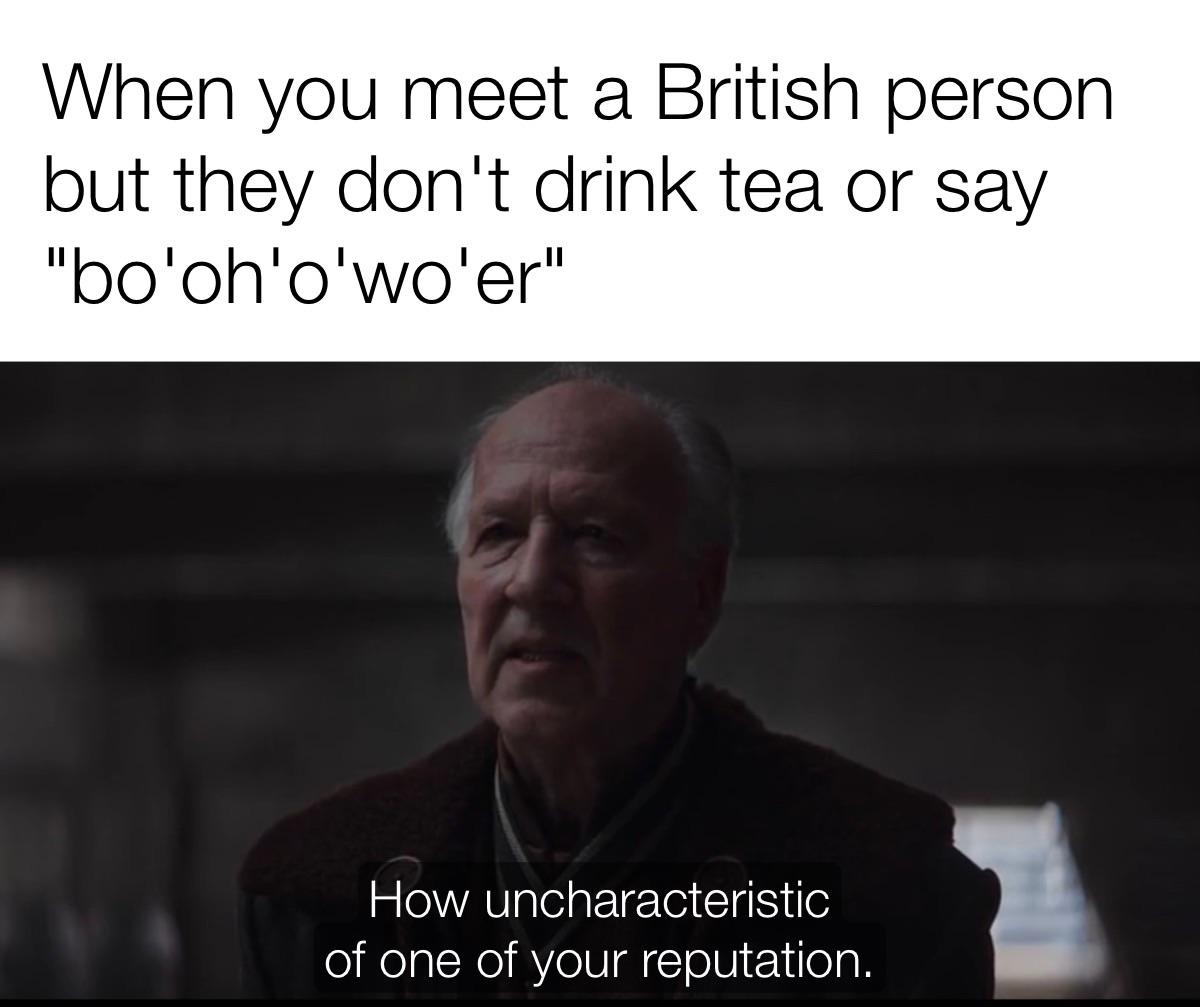 When you meet a British person
but they don't drink tea or say
"bo'oh'o'wo'er"
How uncharacteristic
of one of your reputation.